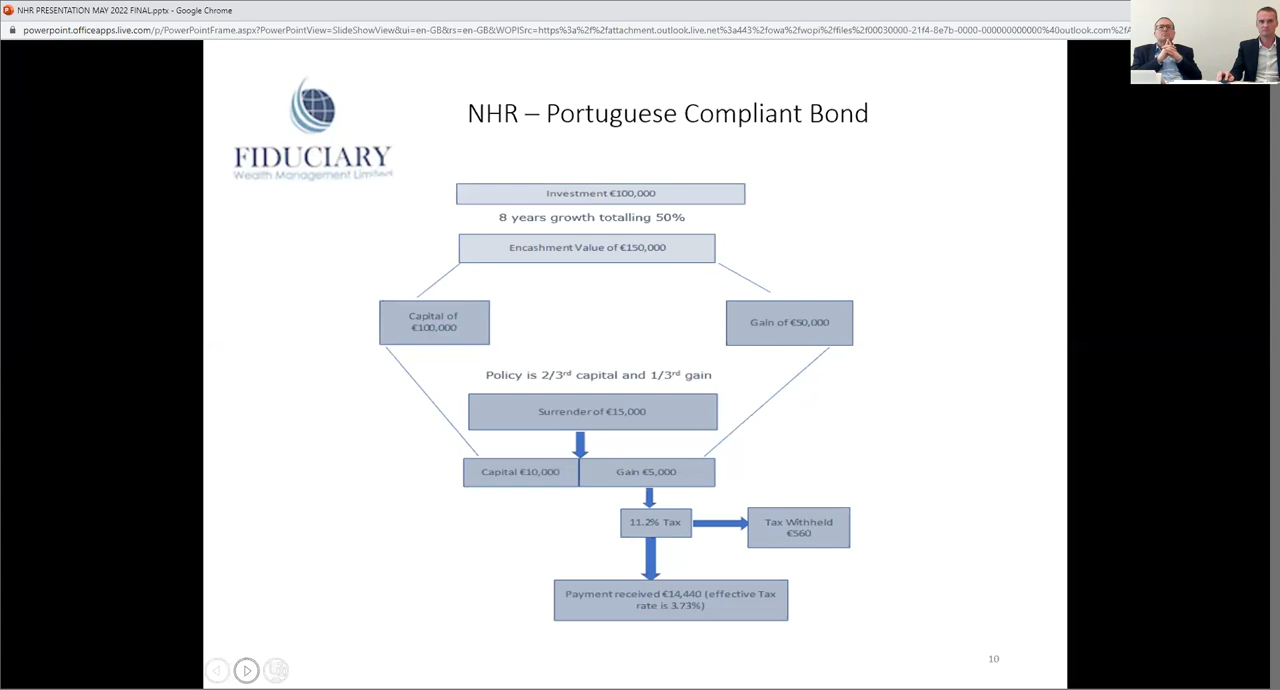 NHR PRESENTATION MAY 2022 FINAL.pptx - Google Chrome
powerpoint.officeapps.live.com/p/PowerPointFrame.aspx?PowerPointView=SlideShowView&ui=en-GB&rs=en-GB&WOPISrc=https%3a%2f%2fattachment.outlook.live.net%3a443%2fowa%2fwopi%2ffiles%2f00030000-21f4-8e7b-0000-000000000000%40outlook.com%2fA
NHR – Portuguese Compliant Bond
FIDUCIARY
Wealth Management Limited
Investment €100,000
8 years growth totalling 50%
Encashment Value of €150,000
Capital of
€100,000
Gain of €50,000
Policy is 2/3rd capital and 1/3rd gain
Surrender of €15,000
Capital €10,000
Gain €5,000
11.2% Tax
Tax Withheld
€560
Payment received €14,440 (effective Tax
rate is 3.73%)
10